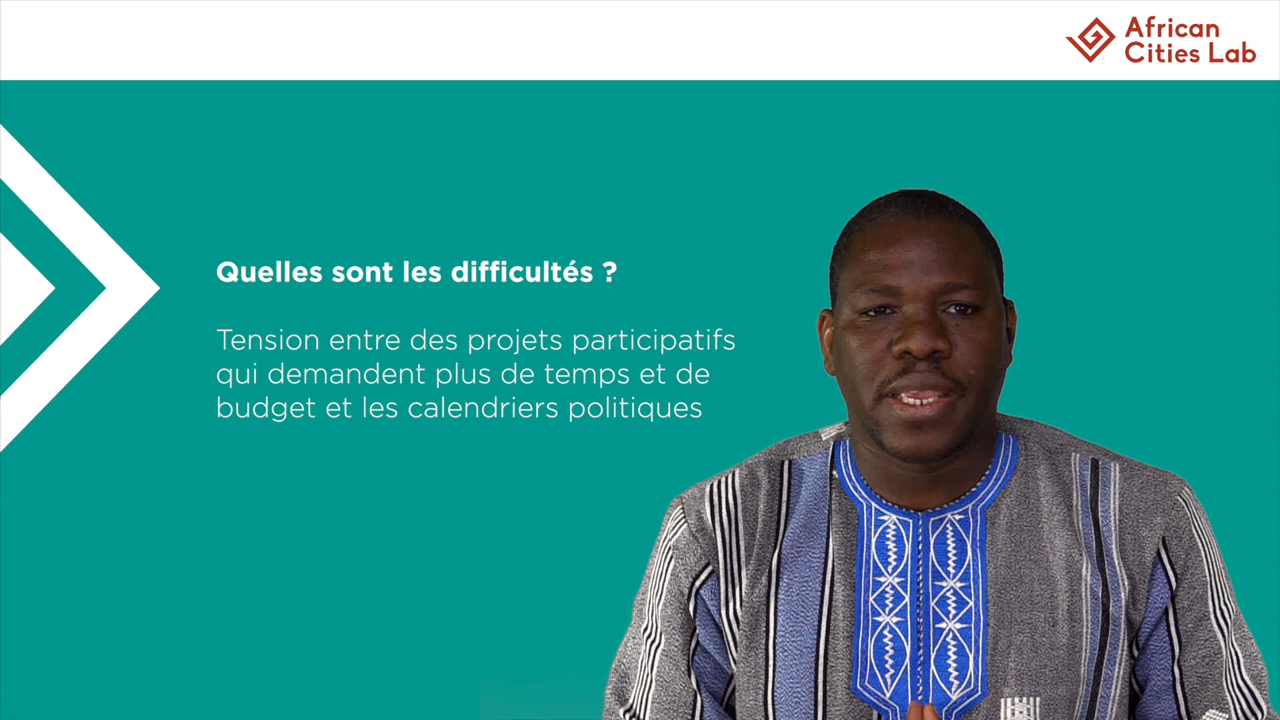 African
Cities Lab
Quelles sont les difficultés ?
Tension entre des projets participatifs
qui demandent plus de temps et de
budget et les calendriers politiques